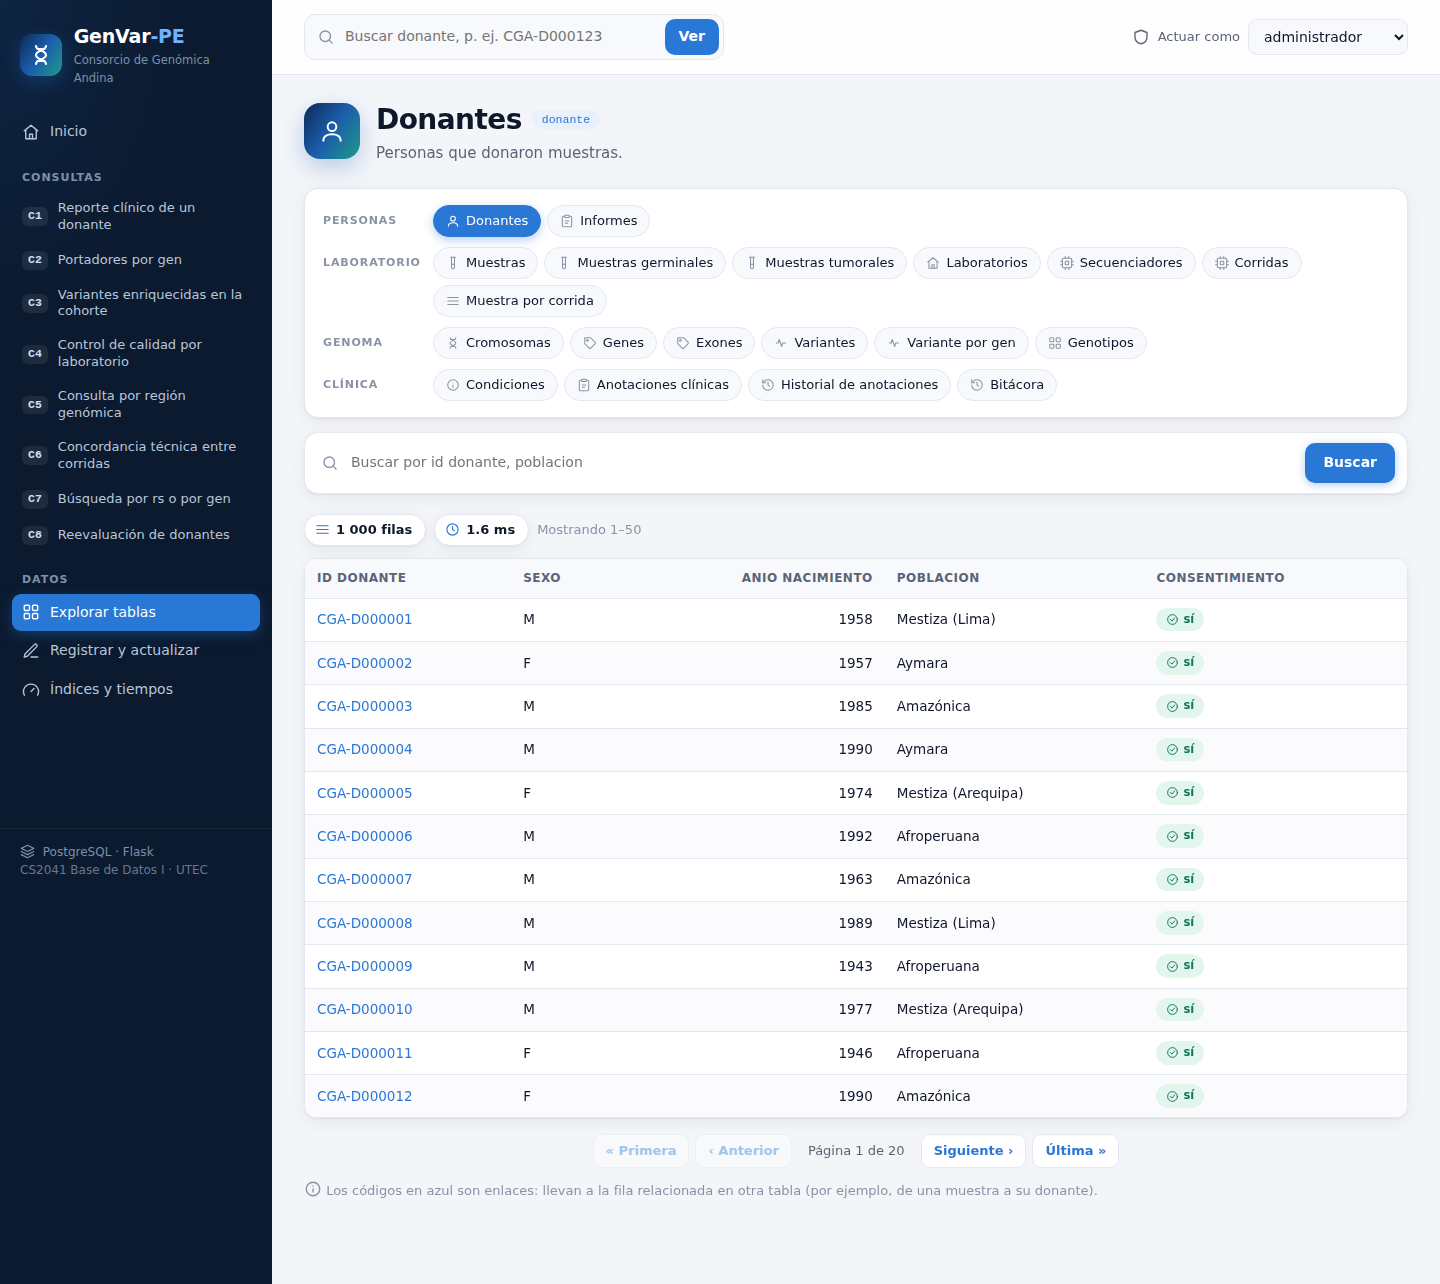 GenVar-PE
Consorcio de Genómica
Andina
Inicio
CONSULTAS
C1 Reporte clínico de un
donante
C2 Portadores por gen
C3 Variantes enriquecidas en la
cohorte
C4 Control de calidad por
laboratorio
C5 Consulta por región
genómica
C6 Concordancia técnica entre
corridas
C7 Búsqueda por rs o por gen
C8 Reevaluación de donantes
DATOS
Explorar tablas
Registrar y actualizar
Índices y tiempos
PostgreSQL · Flask
CS2041 Base de Datos I · UTEC
Buscar donante, p. ej. CGA-D000123 Ver
Actuar como administrador
Donantes donante
Personas que donaron muestras.
PERSONAS Donantes Informes
LABORATORIO Muestras Muestras germinales Muestras tumorales Laboratorios Secuenciadores Corridas
Muestra por corrida
GENOMA Cromosomas Genes Exones Variantes Variante por gen Genotipos
CLÍNICA Condiciones Anotaciones clínicas Historial de anotaciones Bitácora
Buscar por id donante, poblacion Buscar
1 000 filas 1.6 ms Mostrando 1–50
ID DONANTE SEXO ANIO NACIMIENTO POBLACION CONSENTIMIENTO
CGA-D000001 M 1958 Mestiza (Lima) sí
CGA-D000002 F 1957 Aymara sí
CGA-D000003 M 1985 Amazónica sí
CGA-D000004 M 1990 Aymara sí
CGA-D000005 F 1974 Mestiza (Arequipa) sí
CGA-D000006 M 1992 Afroperuana sí
CGA-D000007 M 1963 Amazónica sí
CGA-D000008 M 1989 Mestiza (Lima) sí
CGA-D000009 M 1943 Afroperuana sí
CGA-D000010 M 1977 Mestiza (Arequipa) sí
CGA-D000011 F 1946 Afroperuana sí
CGA-D000012 F 1990 Amazónica sí
« Primera ‹ Anterior Página 1 de 20 Siguiente › Última »
Los códigos en azul son enlaces: llevan a la fila relacionada en otra tabla (por ejemplo, de una muestra a su donante).